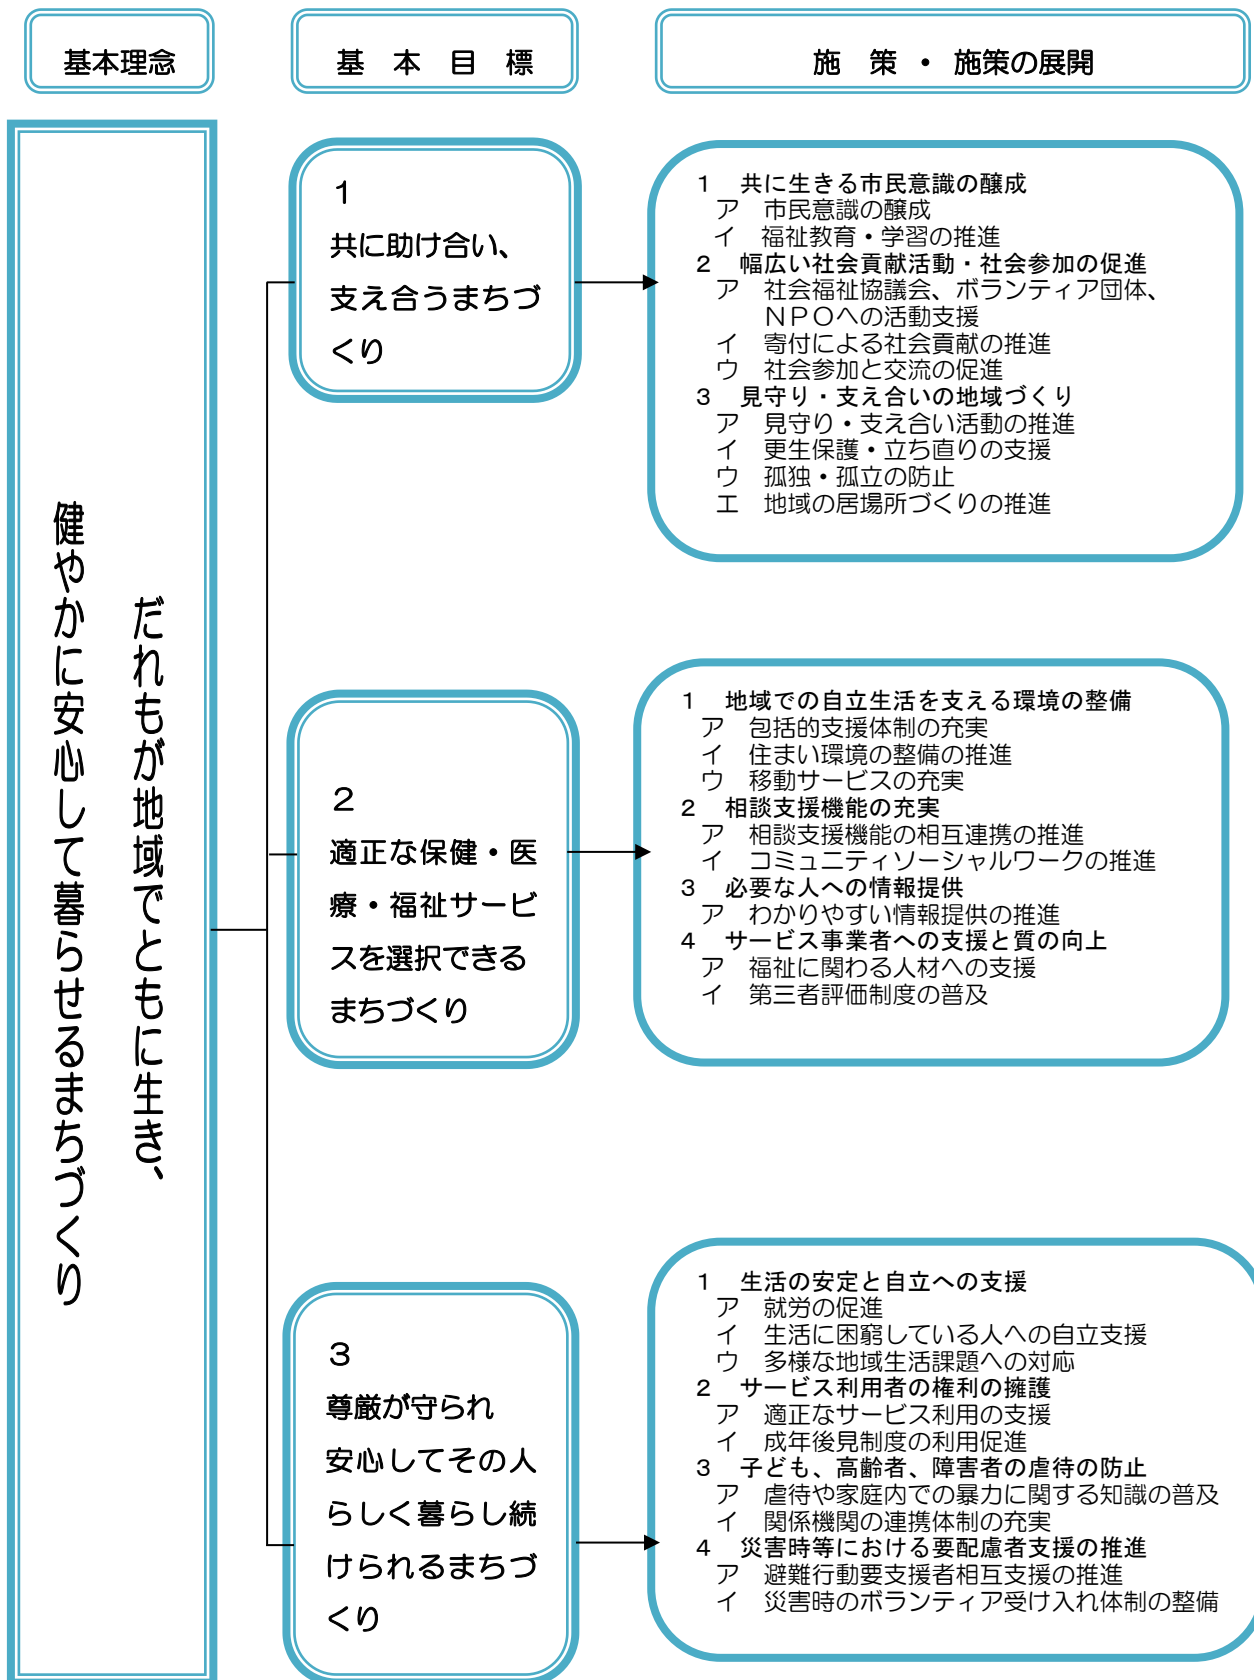 基本理念
基　本　目　標
施　策　・　施策の展開
だれもが地域でともに生き、
健やかに安心して暮らせるまちづくり
1
共に助け合い、
支え合うまちづ
くり
1　共に生きる市民意識の醸成
ア　市民意識の醸成
イ　福祉教育・学習の推進
2　幅広い社会貢献活動・社会参加の促進
ア　社会福祉協議会、ボランティア団体、
ＮＰＯへの活動支援
イ　寄付による社会貢献の推進
ウ　社会参加と交流の促進
3　見守り・支え合いの地域づくり
ア　見守り・支え合い活動の推進
イ　更生保護・立ち直りの支援
ウ　孤独・孤立の防止
エ　地域の居場所づくりの推進
2
適正な保健・医
療・福祉サービ
スを選択できる
まちづくり
1　地域での自立生活を支える環境の整備
ア　包括的支援体制の充実
イ　住まい環境の整備の推進
ウ　移動サービスの充実
2　相談支援機能の充実
ア　相談支援機能の相互連携の推進
イ　コミュニティソーシャルワークの推進
3　必要な人への情報提供
ア　わかりやすい情報提供の推進
4　サービス事業者への支援と質の向上
ア　福祉に関わる人材への支援
イ　第三者評価制度の普及
3
尊厳が守られ
安心してその人
らしく暮らし続
けられるまちづ
くり
1　生活の安定と自立への支援
ア　就労の促進
イ　生活に困窮している人への自立支援
ウ　多様な地域生活課題への対応
2　サービス利用者の権利の擁護
ア　適正なサービス利用の支援
イ　成年後見制度の利用促進
3　子ども、高齢者、障害者の虐待の防止
ア　虐待や家庭内での暴力に関する知識の普及
イ　関係機関の連携体制の充実
4　災害時等における要配慮者支援の推進
ア　避難行動要支援者相互支援の推進
イ　災害時のボランティア受け入れ体制の整備